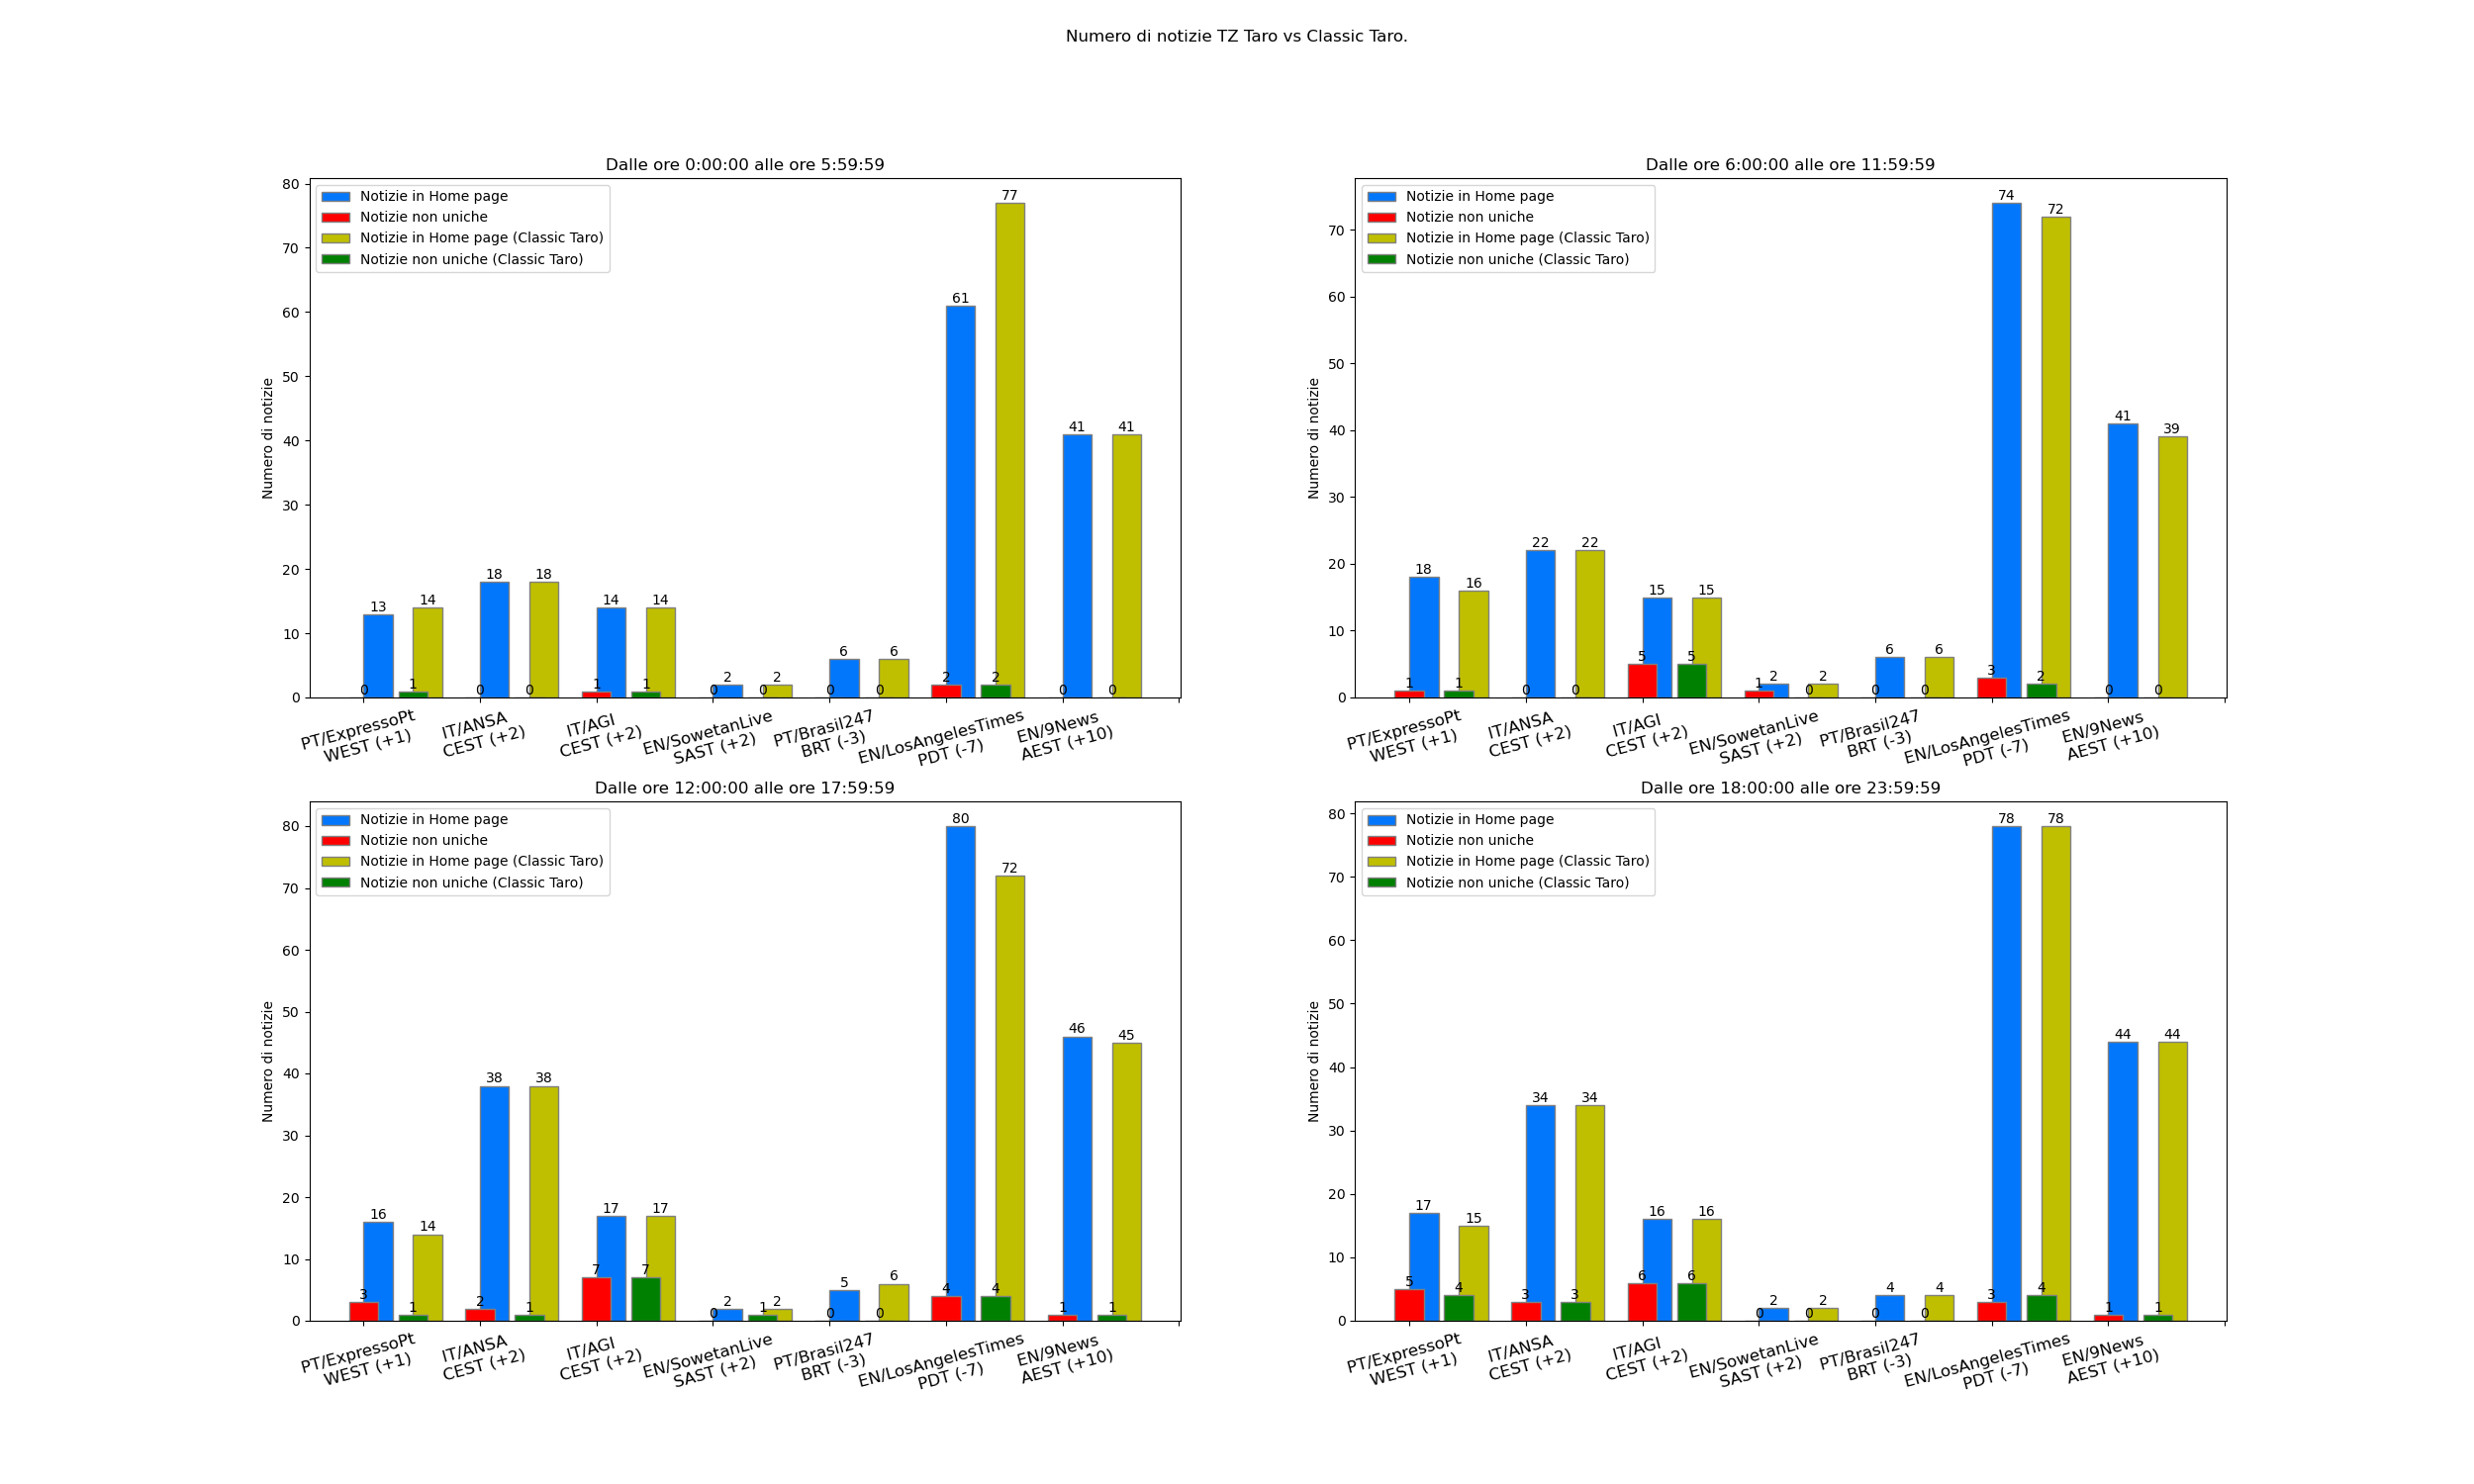 Numero di notizie TZ Taro vs Classic Taro.
Dalle ore 0:00:00 alle ore 5:59:59
Numero di notizie
80
70
60
50
40
30
20
10
0
Notizie in Home page
Notizie non uniche
Notizie in Home page (Classic Taro)
Notizie non uniche (Classic Taro)
13 14 18 18 14 14 2 2 6 6 61 77 41 41
0 1 0 0 1 1 0 0 0 0 2 2 0 0
PT/ExpressoPt
WEST (+1)
IT/ANSA
CEST (+2)
IT/AGI
CEST (+2)
EN/SowetanLive
SAST (+2)
PT/Brasil247
BRT (-3)
EN/LosAngelesTimes
PDT (-7)
EN/9News
AEST (+10)
Dalle ore 6:00:00 alle ore 11:59:59
Numero di notizie
70
60
50
40
30
20
10
0
Notizie in Home page
Notizie non uniche
Notizie in Home page (Classic Taro)
Notizie non uniche (Classic Taro)
18 16 22 22 15 15 2 2 6 6 74 72 41 39
1 1 0 0 5 5 1 0 0 0 3 2 0 0
PT/ExpressoPt
WEST (+1)
IT/ANSA
CEST (+2)
IT/AGI
CEST (+2)
EN/SowetanLive
SAST (+2)
PT/Brasil247
BRT (-3)
EN/LosAngelesTimes
PDT (-7)
EN/9News
AEST (+10)
Dalle ore 12:00:00 alle ore 17:59:59
Numero di notizie
80
70
60
50
40
30
20
10
0
Notizie in Home page
Notizie non uniche
Notizie in Home page (Classic Taro)
Notizie non uniche (Classic Taro)
16 14 38 38 17 17 2 2 5 6 80 72 46 45
3 1 2 1 7 7 0 1 0 0 4 4 1 1
PT/ExpressoPt
WEST (+1)
IT/ANSA
CEST (+2)
IT/AGI
CEST (+2)
EN/SowetanLive
SAST (+2)
PT/Brasil247
BRT (-3)
EN/LosAngelesTimes
PDT (-7)
EN/9News
AEST (+10)
Dalle ore 18:00:00 alle ore 23:59:59
Numero di notizie
80
70
60
50
40
30
20
10
0
Notizie in Home page
Notizie non uniche
Notizie in Home page (Classic Taro)
Notizie non uniche (Classic Taro)
17 15 34 34 16 16 2 2 4 4 78 78 44 44
5 4 3 3 6 6 0 0 0 0 3 4 1 1
PT/ExpressoPt
WEST (+1)
IT/ANSA
CEST (+2)
IT/AGI
CEST (+2)
EN/SowetanLive
SAST (+2)
PT/Brasil247
BRT (-3)
EN/LosAngelesTimes
PDT (-7)
EN/9News
AEST (+10)